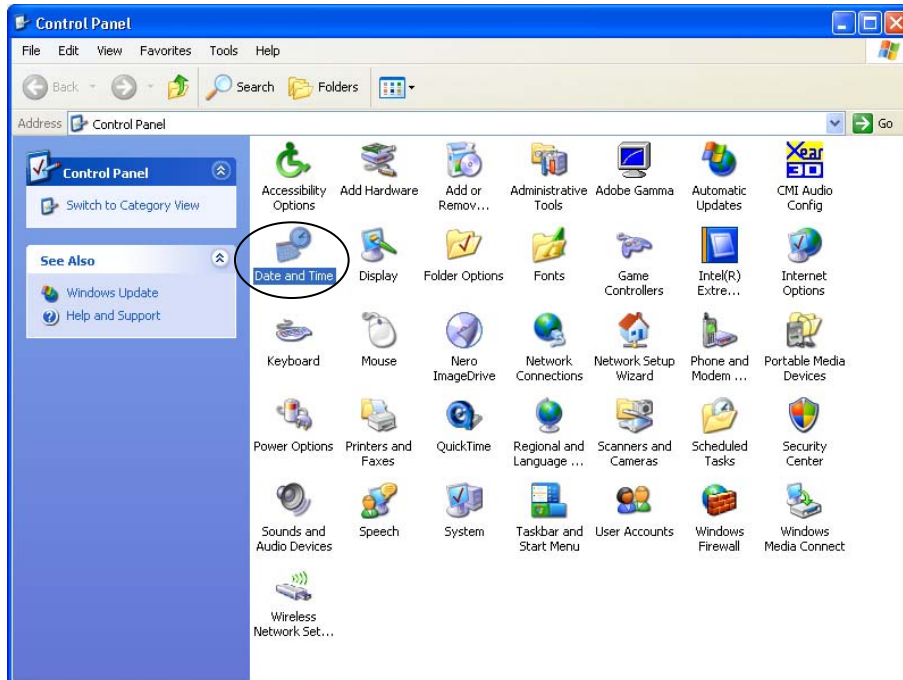 Control Panel
File Edit View Favorites Tools Help
Back Search Folders
Address Control Panel Go
Control Panel
Switch to Category View
See Also
Windows Update
Help and Support
Accessibility Options
Add Hardware
Add or Remov...
Administrative Tools
Adobe Gamma
Automatic Updates
Xear 3D
CMI Audio Config
Date and Time
Display
Folder Options
Fonts
Game Controllers
Intel(R) Extre...
Internet Options
Keyboard
Mouse
Nero ImageDrive
Network Connections
Network Setup Wizard
Phone and Modem ...
Portable Media Devices
Power Options
Printers and Faxes
QuickTime
Regional and Language ...
Scanners and Cameras
Scheduled Tasks
Security Center
Sounds and Audio Devices
Speech
System
Taskbar and Start Menu
User Accounts
Windows Firewall
Windows Media Connect
Wireless Network Set...